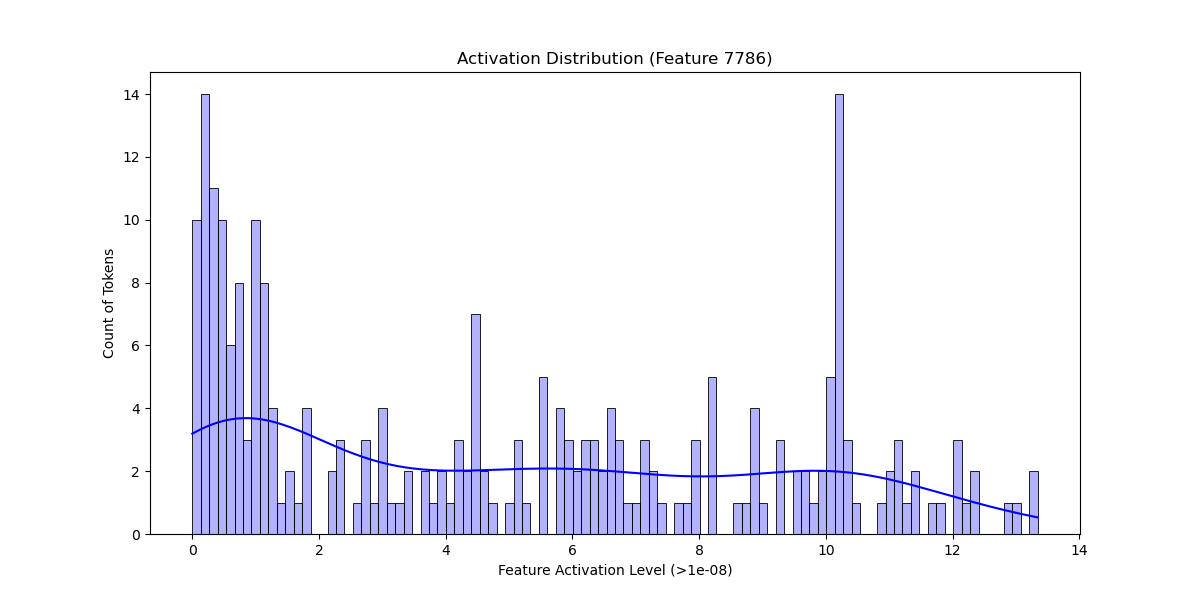 Activation Distribution (Feature 7786)
14
12
10
8
6
4
2
0
Count of Tokens
0 2 4 6 8 10 12 14
Feature Activation Level (>1e-08)